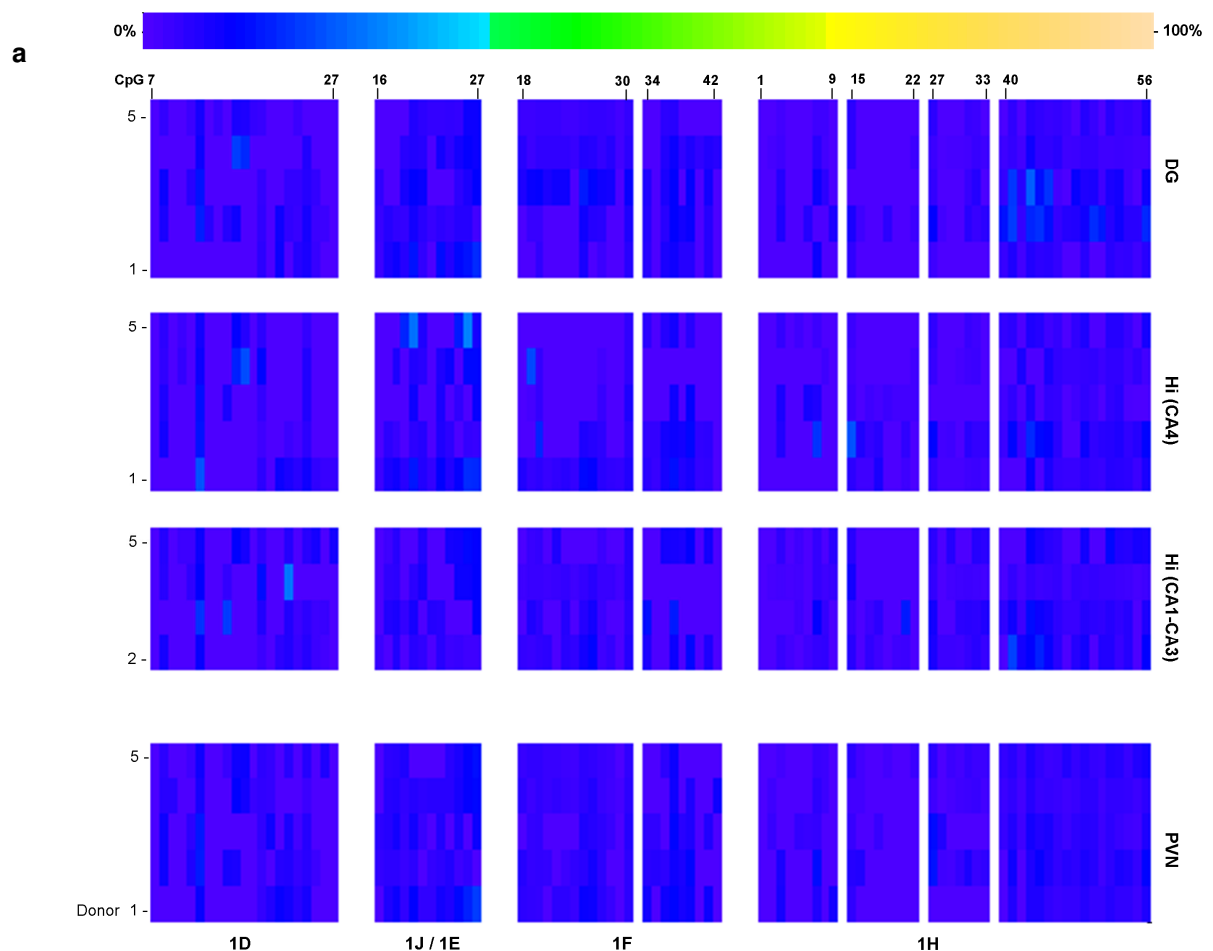 0% - 100%
a
CpG 7 27 16 27 18 30 34 42 1 9 15 22 27 33 40 56
5 -
DG
1 -
5 -
Hi (CA4)
1 -
5 -
Hi (CA1-CA3)
2 -
5 -
PVN
Donor 1 -
1D 1J / 1E 1F 1H